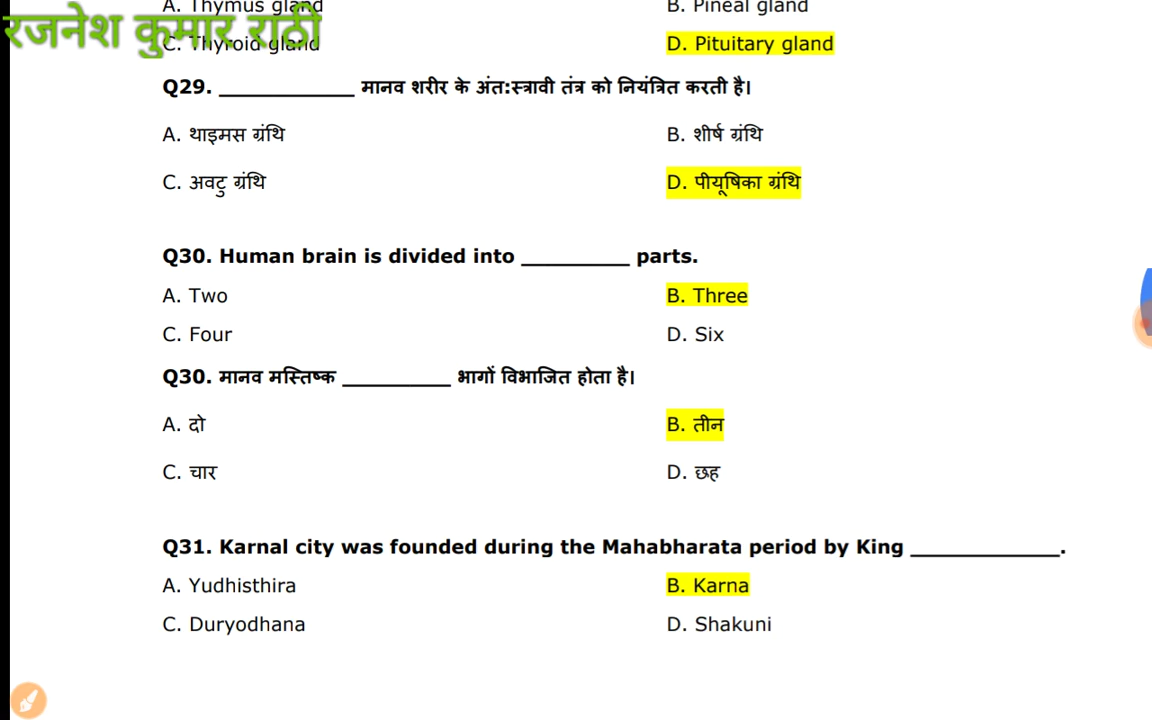 A. Thymus gland B. Pineal gland
रजनेश कुमार राठी
C. Thyroid gland D. Pituitary gland
Q29. ____________ मानव शरीर के अंत:स्त्रावी तंत्र को नियंत्रित करती है।
A. थाइमस ग्रंथि B. शीर्ष ग्रंथि
C. अवटु ग्रंथि D. पीयूषिका ग्रंथि
Q30. Human brain is divided into _________ parts.
A. Two B. Three
C. Four D. Six
Q30. मानव मस्तिष्क _________ भागों विभाजित होता है।
A. दो B. तीन
C. चार D. छह
Q31. Karnal city was founded during the Mahabharata period by King ____________.
A. Yudhisthira B. Karna
C. Duryodhana D. Shakuni